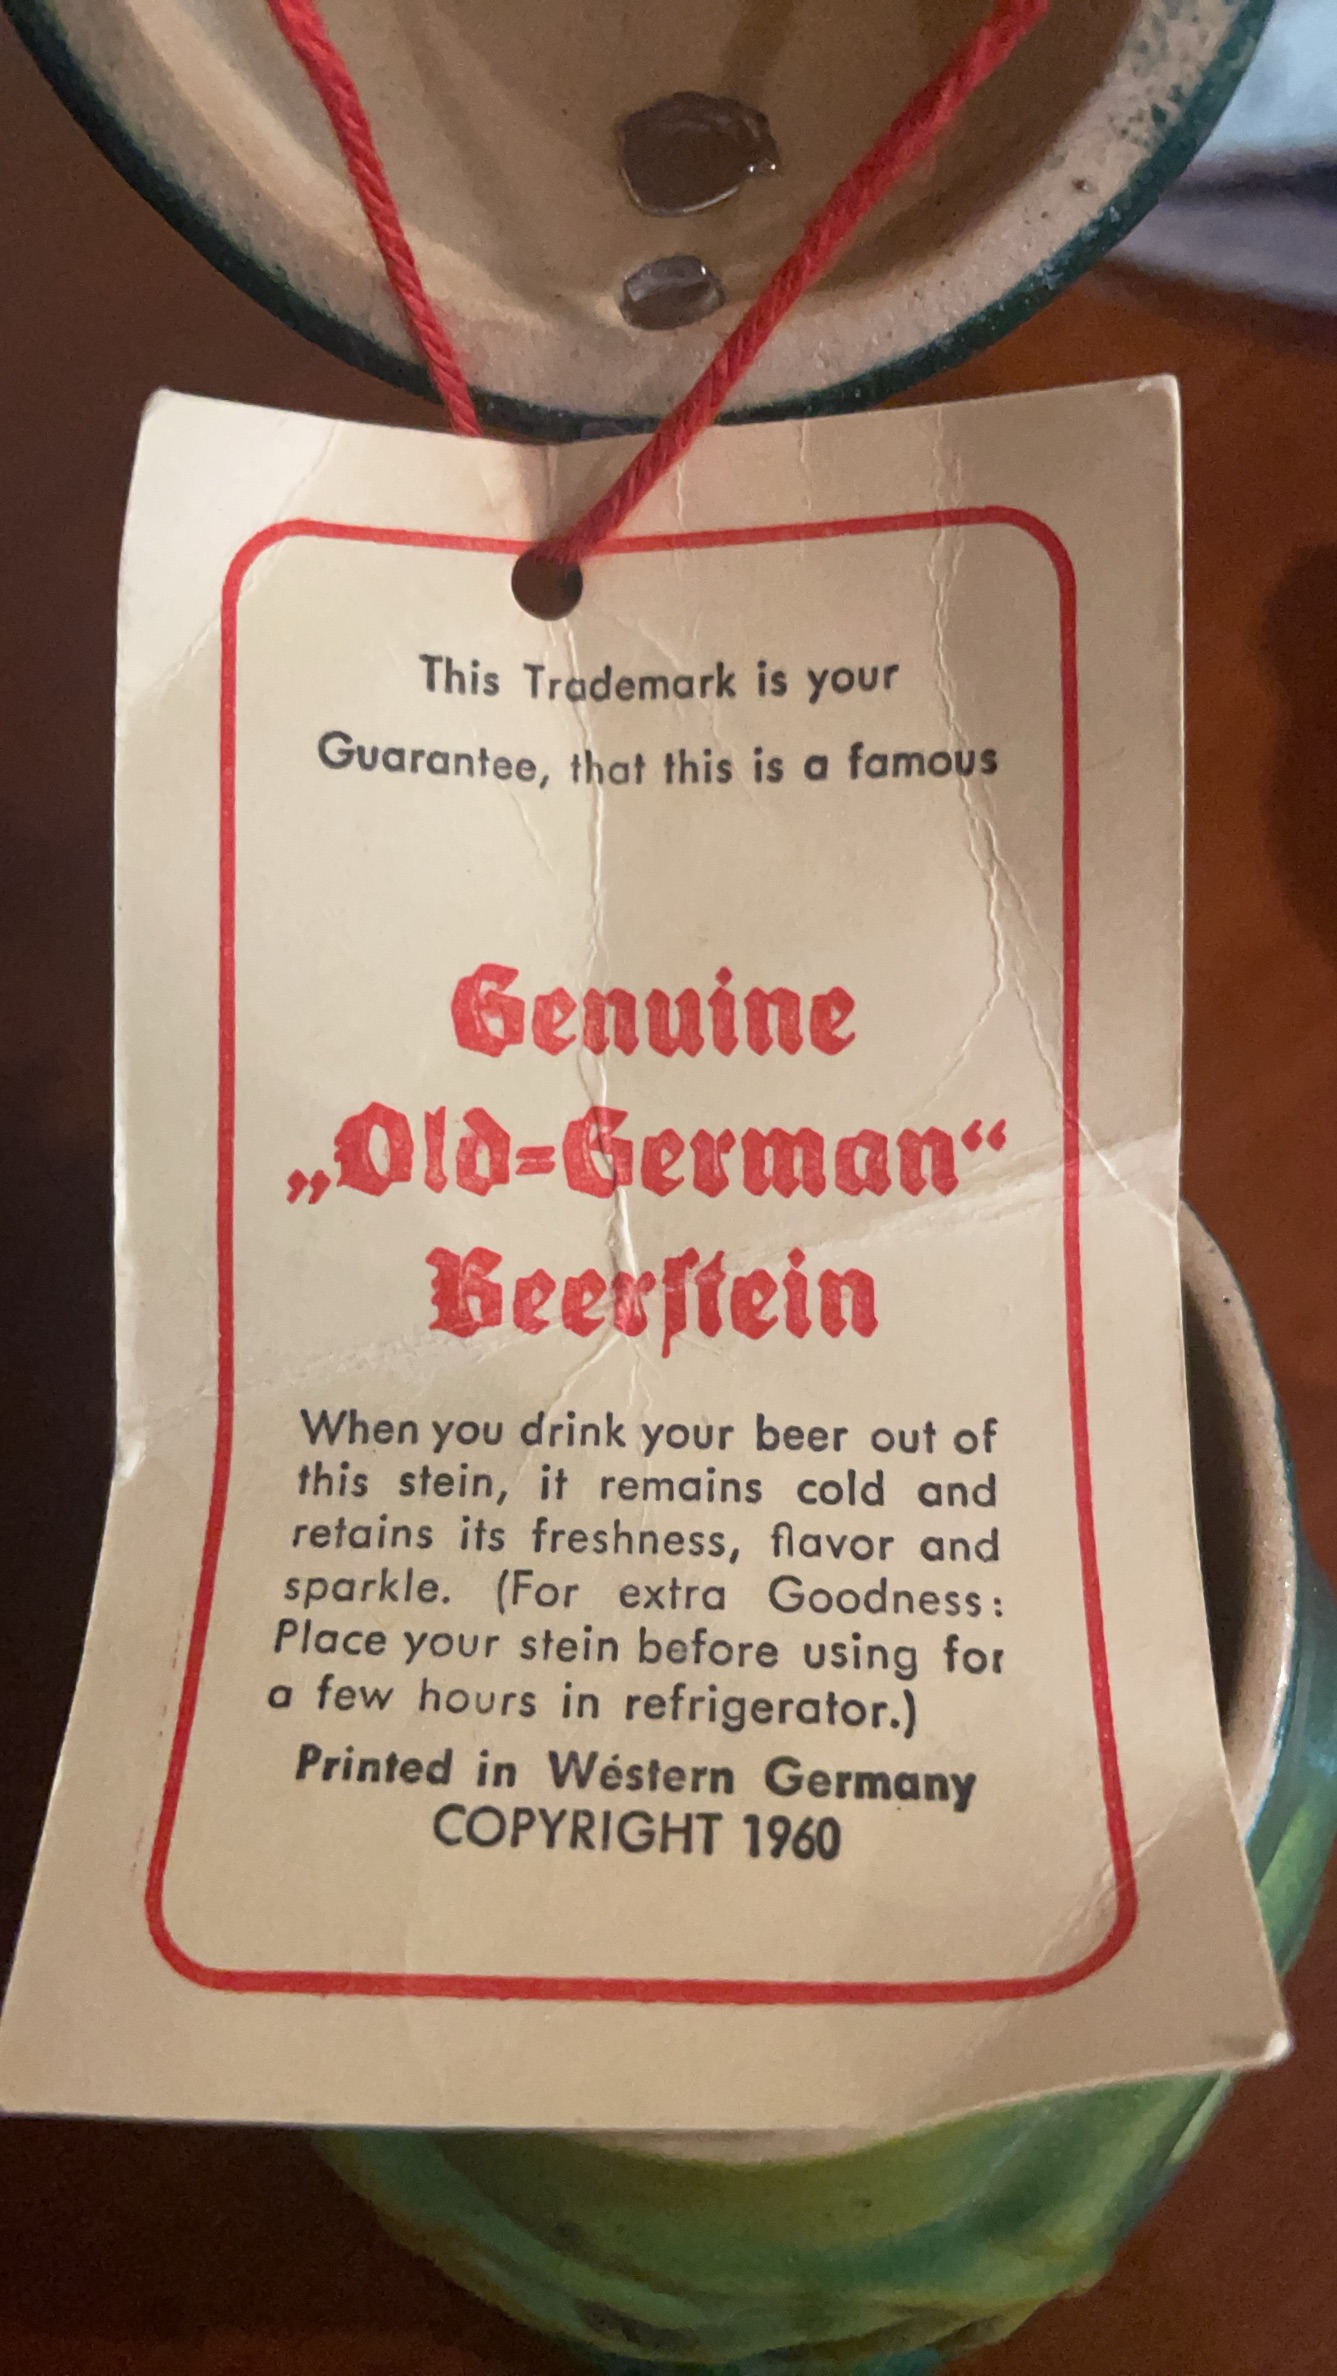 This Trademark is your
Guarantee, that this is a famous
Genuine
„Old=German“
Beerſtein
When you drink your beer out of
this stein, it remains cold and
retains its freshness, flavor and
sparkle. (For extra Goodness:
Place your stein before using for
a few hours in refrigerator.)
Printed in Western Germany
COPYRIGHT 1960